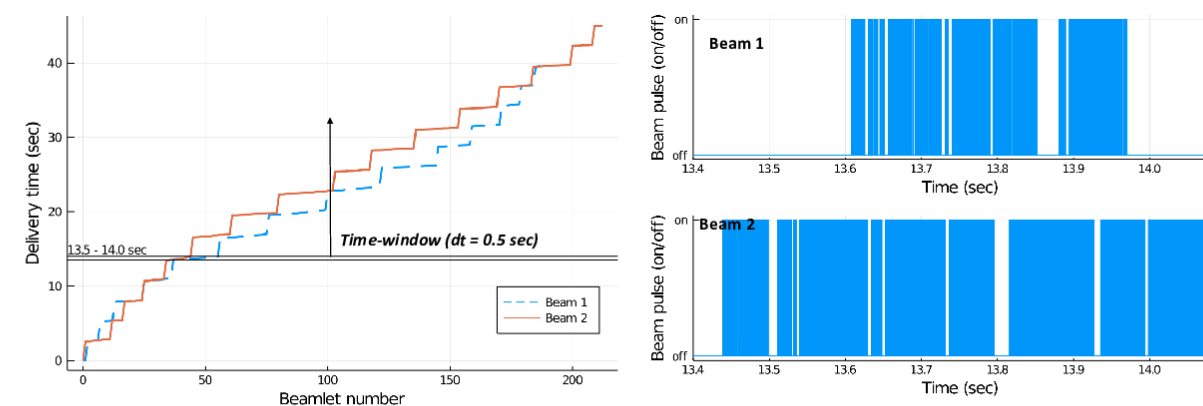 Delivery time (sec)
40
30
20
10
0
13.5 - 14.0 sec
Time-window (dt = 0.5 sec)
Beam 1
Beam 2
0 50 100 150 200
Beamlet number
Beam pulse (on/off)
on
Beam 1
off
13.4 13.5 13.6 13.7 13.8 13.9 14.0
Time (sec)
Beam pulse (on/off)
on
Beam 2
off
13.4 13.5 13.6 13.7 13.8 13.9 14.0
Time (sec)